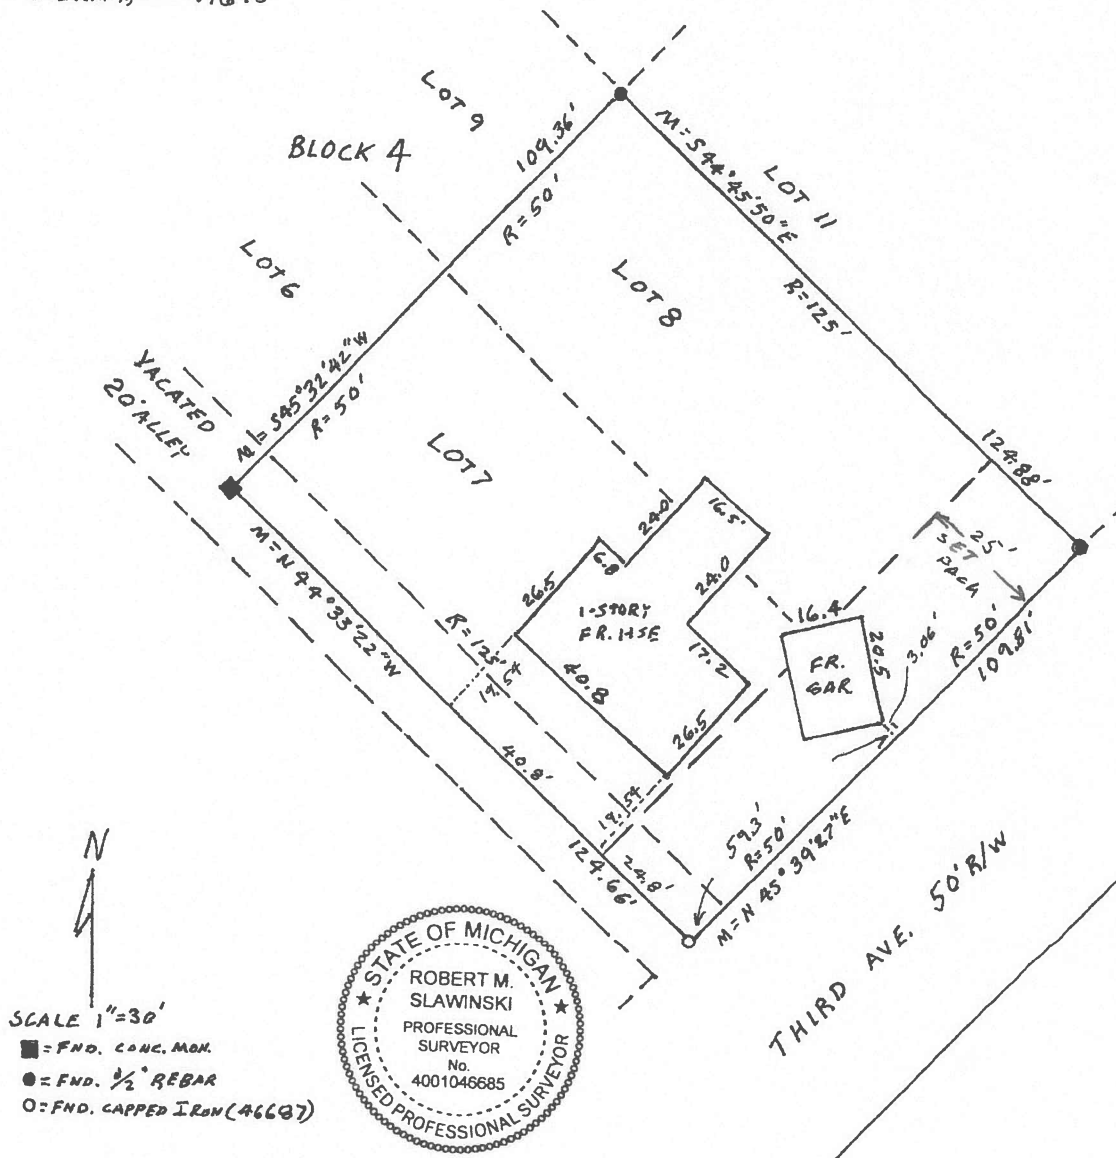 LOT 9
109.36'
BLOCK 4
R=50'
M=S44°45'50"E
LOT 11
LOT 6
LOT 8
R=125'
VACATED
20' ALLEY
M=S45°32'42"W
R=50'
LOT 7
124.88'
24.0
16.5'
6.8
25'
SET
BACK
26.5
24.0
1-STORY
FR. HSE
16.4
M=N44°33'22"W
R=125'
17.2
20.5
3.06'
R=50'
109.81'
FR.
GAR
19.54
40.8
26.5
40.8'
19.54
59.3'
R=50'
124.66'
24.8'
M=N45°39'27"E
THIRD AVE. 50' R/W
N
SCALE 1"=30'
= FND. CONC. MON.
= FND. 1/2" REBAR
O = FND. CAPPED IRON (46687)
STATE OF MICHIGAN
ROBERT M.
SLAWINSKI
PROFESSIONAL
SURVEYOR
No.
4001046685
LICENSED PROFESSIONAL SURVEYOR